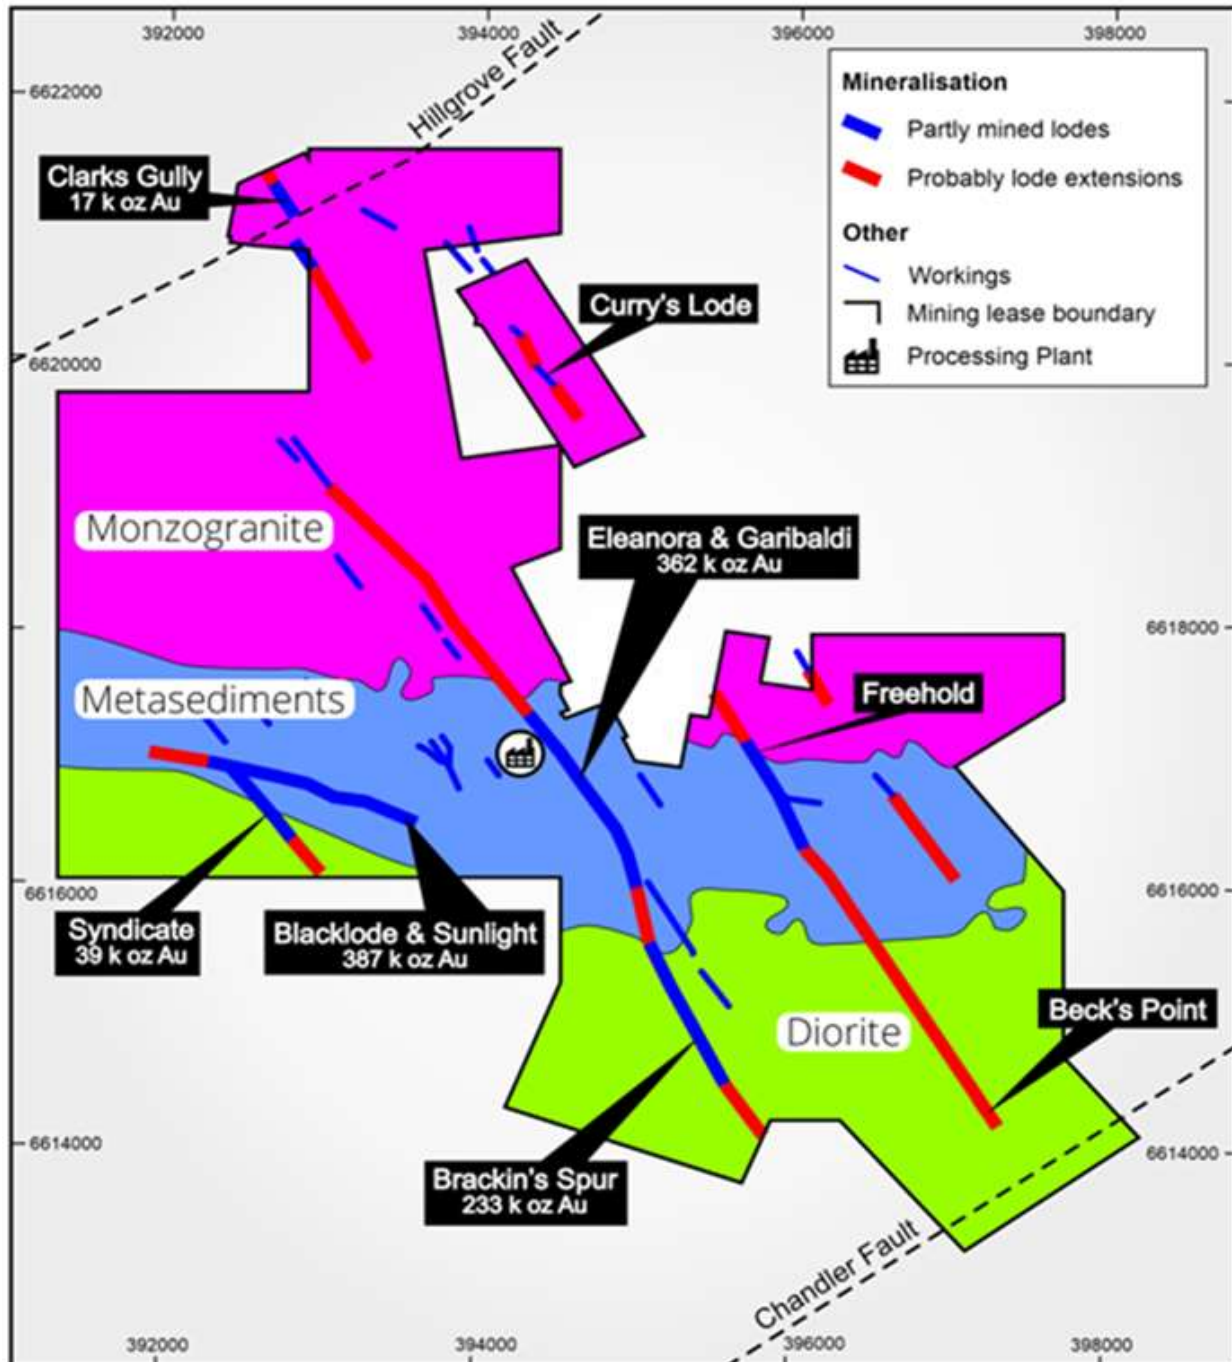 392000
394000
396000
398000
Hillgrove Fault
6622000
Mineralisation
Partly mined lodes
Probably lode extensions
Other
Workings
Mining lease boundary
Processing Plant
Clarks Gully
17 k oz Au
Curry's Lode
6620000
Monzogranite
Eleanora & Garibaldi
362 k oz Au
6618000
Metasediments
Freehold
6616000
6616000
Syndicate
39 k oz Au
Blacklode & Sunlight
387 k oz Au
Beck's Point
Diorite
6614000
6614000
Brackin's Spur
233 k oz Au
Chandler Fault
392000
394000
396000
398000